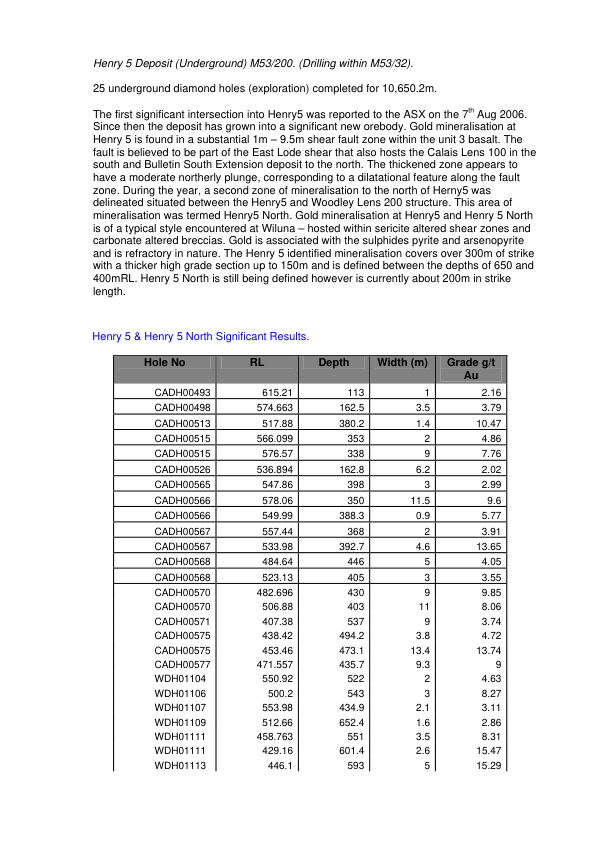 Henry 5 Deposit (Underground) M53/200. (Drilling within M53/32).
25 underground diamond holes (exploration) completed for 10,650.2m.
The first significant intersection into Henry5 was reported to the ASX on the 7th Aug 2006.
Since then the deposit has grown into a significant new orebody. Gold mineralisation at
Henry 5 is found in a substantial 1m – 9.5m shear fault zone within the unit 3 basalt. The
fault is believed to be part of the East Lode shear that also hosts the Calais Lens 100 in the
south and Bulletin South Extension deposit to the north. The thickened zone appears to
have a moderate northerly plunge, corresponding to a dilatational feature along the fault
zone. During the year, a second zone of mineralisation to the north of Herny5 was
delineated situated between the Henry5 and Woodley Lens 200 structure. This area of
mineralisation was termed Henry5 North. Gold mineralisation at Henry5 and Henry 5 North
is of a typical style encountered at Wiluna – hosted within sericite altered shear zones and
carbonate altered breccias. Gold is associated with the sulphides pyrite and arsenopyrite
and is refractory in nature. The Henry 5 identified mineralisation covers over 300m of strike
with a thicker high grade section up to 150m and is defined between the depths of 650 and
400mRL. Henry 5 North is still being defined however is currently about 200m in strike
length.
Henry 5 & Henry 5 North Significant Results.
Hole No RL Depth Width (m) Grade g/t
Au
CADH00493 615.21 113 1 2.16
CADH00498 574.663 162.5 3.5 3.79
CADH00513 517.88 380.2 1.4 10.47
CADH00515 566.099 353 2 4.86
CADH00515 576.57 338 9 7.76
CADH00526 536.894 162.8 6.2 2.02
CADH00565 547.86 398 3 2.99
CADH00566 578.06 350 11.5 9.6
CADH00566 549.99 388.3 0.9 5.77
CADH00567 557.44 368 2 3.91
CADH00567 533.98 392.7 4.6 13.65
CADH00568 484.64 446 5 4.05
CADH00568 523.13 405 3 3.55
CADH00570 482.696 430 9 9.85
CADH00570 506.88 403 11 8.06
CADH00571 407.38 537 9 3.74
CADH00575 438.42 494.2 3.8 4.72
CADH00575 453.46 473.1 13.4 13.74
CADH00577 471.557 435.7 9.3 9
WDH01104 550.92 522 2 4.63
WDH01106 500.2 543 3 8.27
WDH01107 553.98 434.9 2.1 3.11
WDH01109 512.66 652.4 1.6 2.86
WDH01111 458.763 551 3.5 8.31
WDH01111 429.16 601.4 2.6 15.47
WDH01113 446.1 593 5 15.29